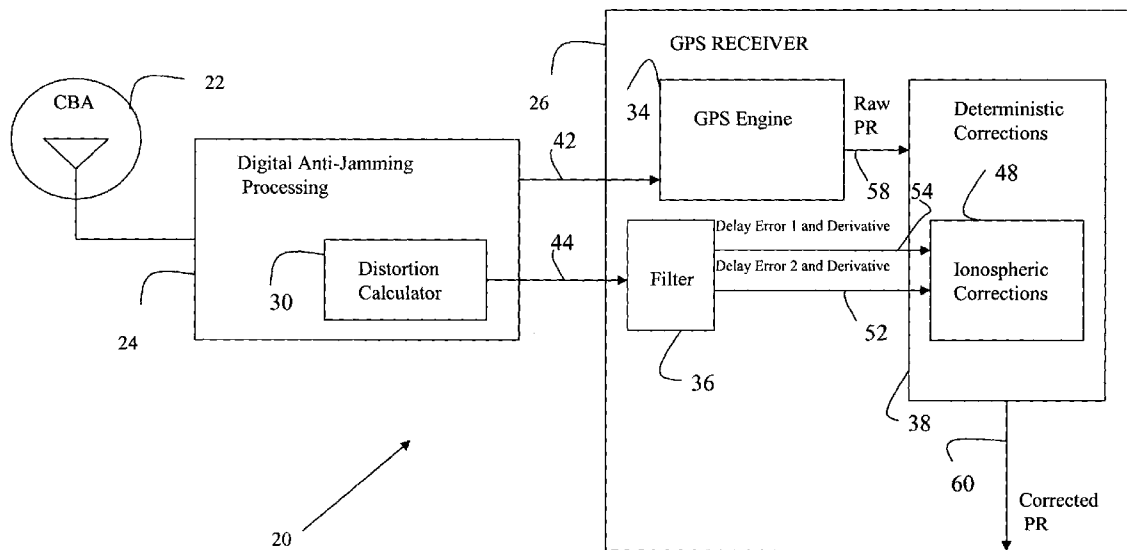 GPS RECEIVER
22
CBA
26
34
GPS Engine
Raw
PR
Deterministic
Corrections
Digital Anti-Jamming
Processing
42
58
54
48
Delay Error 1 and Derivative
44
Delay Error 2 and Derivative
30
Distortion
Calculator
Filter
Ionospheric
Corrections
24
52
36
38
60
20
Corrected
PR